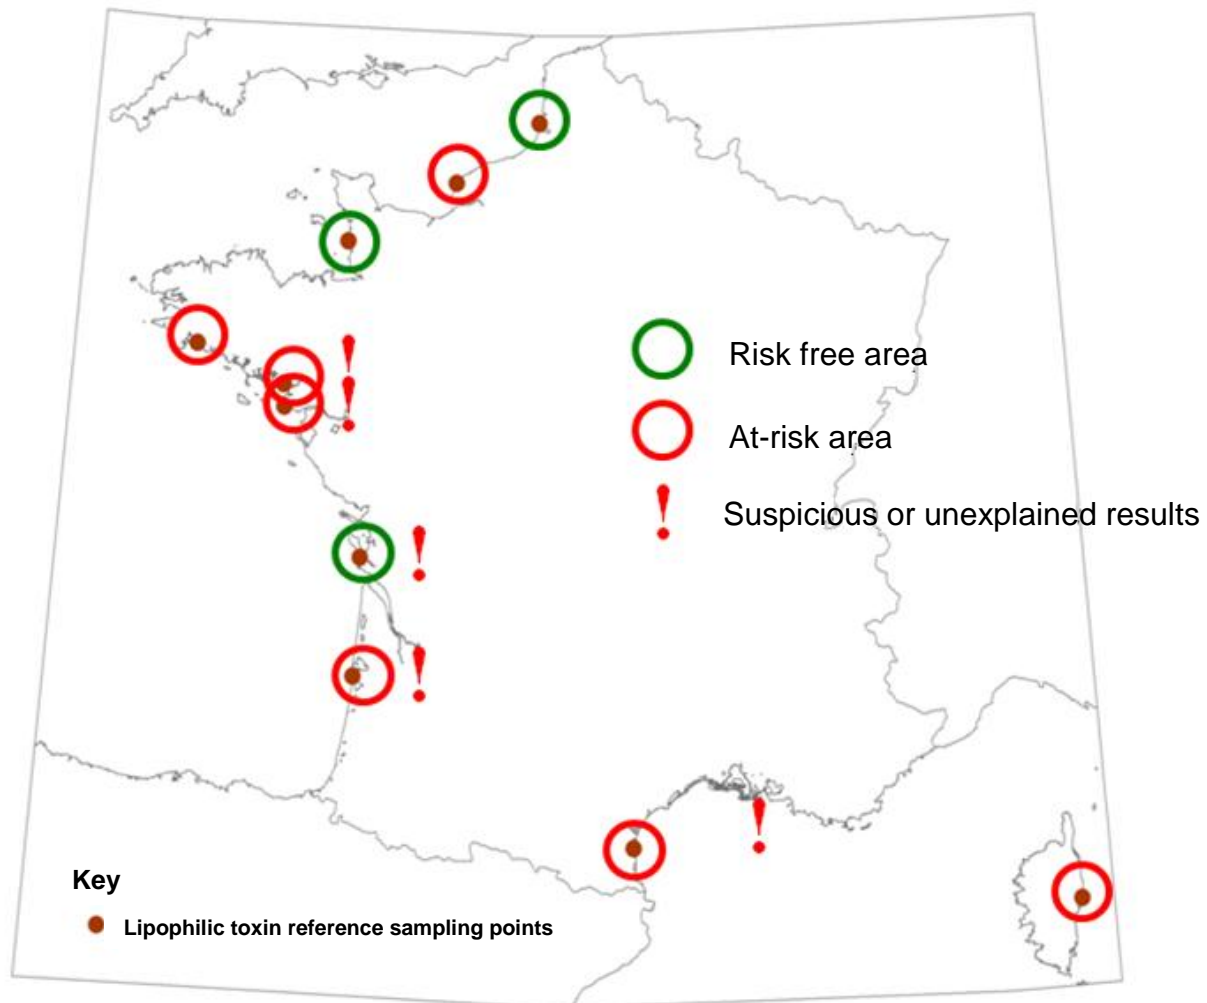 Risk free area
At-risk area
Suspicious or unexplained results
Key
Lipophilic toxin reference sampling points